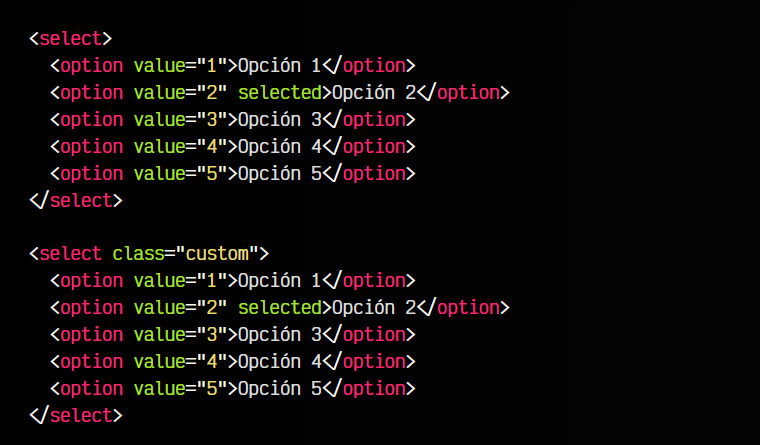 <select>
  <option value="1">Opción 1</option>
  <option value="2" selected>Opción 2</option>
  <option value="3">Opción 3</option>
  <option value="4">Opción 4</option>
  <option value="5">Opción 5</option>
</select>

<select class="custom">
  <option value="1">Opción 1</option>
  <option value="2" selected>Opción 2</option>
  <option value="3">Opción 3</option>
  <option value="4">Opción 4</option>
  <option value="5">Opción 5</option>
</select>